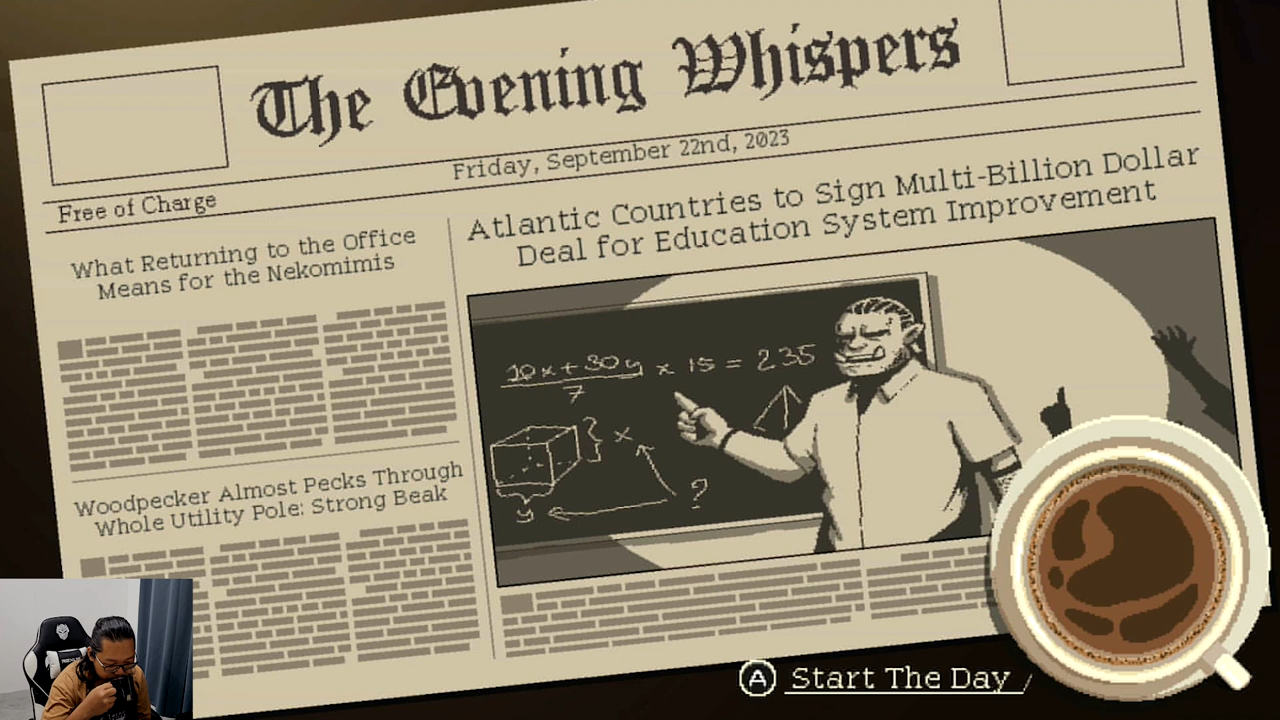 The Evening Whispers
Friday, September 22nd, 2023
Free of Charge
What Returning to the Office
Means for the Nekomimis
Woodpecker Almost Pecks Through
Whole Utility Pole: Strong Beak
Atlantic Countries to Sign Multi-Billion Dollar
Deal for Education System Improvement
10x+30y x 15 = 235
7
x
?
y
A Start The Day